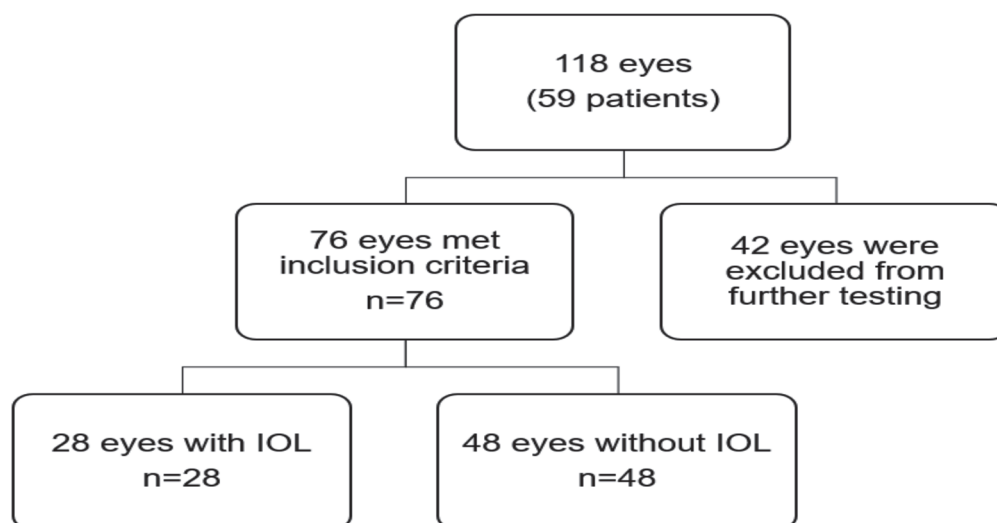 118 eyes
(59 patients)
76 eyes met
inclusion criteria
n=76
42 eyes were
excluded from
further testing
28 eyes with IOL
n=28
48 eyes without IOL
n=48